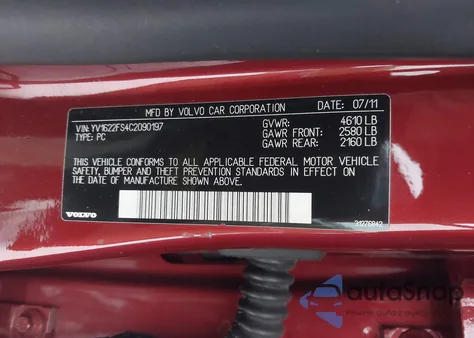 MFD BY VOLVO CAR CORPORATION DATE: 07/11
VIN: YV1622FS4C2090197 GVWR: 4610 LB
TYPE: PC GAWR FRONT: 2580 LB
GAWR REAR: 2160 LB
THIS VEHICLE CONFORMS TO ALL APPLICABLE FEDERAL MOTOR VEHICLE
SAFETY, BUMPER AND THEFT PREVENTION STANDARDS IN EFFECT ON
THE DATE OF MANUFACTURE SHOWN ABOVE.
VOLVO 31276842
autoSnap